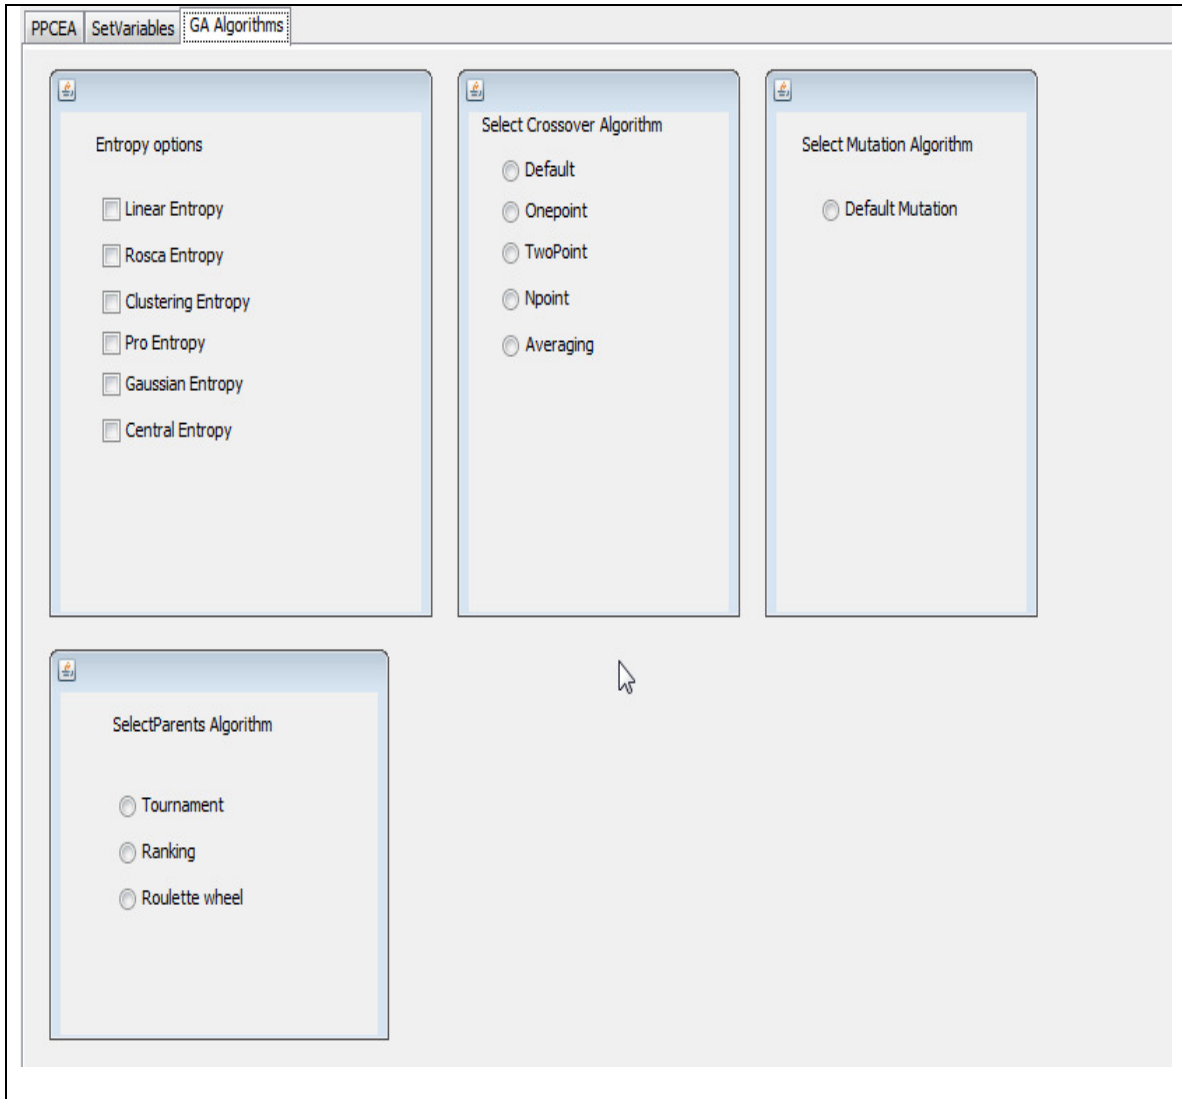 PPCEA SetVariables GA Algorithms
Entropy options
Linear Entropy
Rosca Entropy
Clustering Entropy
Pro Entropy
Gaussian Entropy
Central Entropy
Select Crossover Algorithm
Default
Onepoint
TwoPoint
Npoint
Averaging
Select Mutation Algorithm
Default Mutation
SelectParents Algorithm
Tournament
Ranking
Roulette wheel